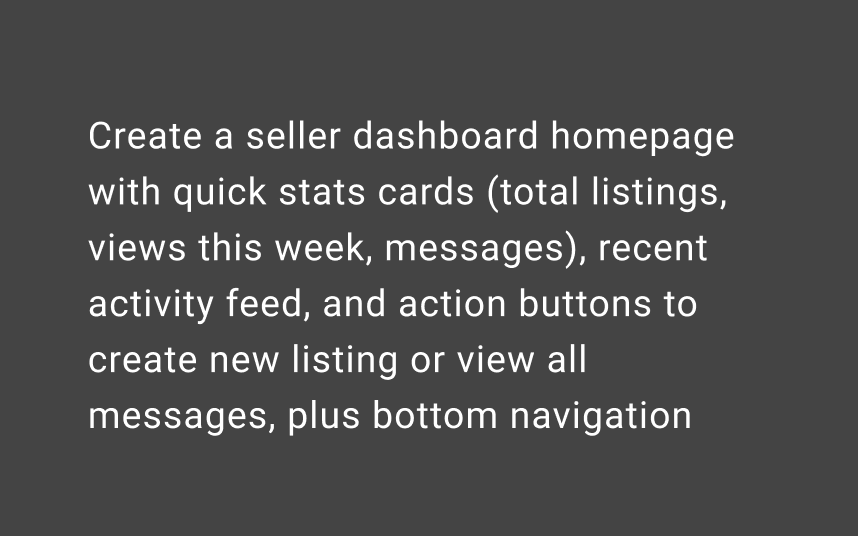 Create a seller dashboard homepage
with quick stats cards (total listings,
views this week, messages), recent
activity feed, and action buttons to
create new listing or view all
messages, plus bottom navigation